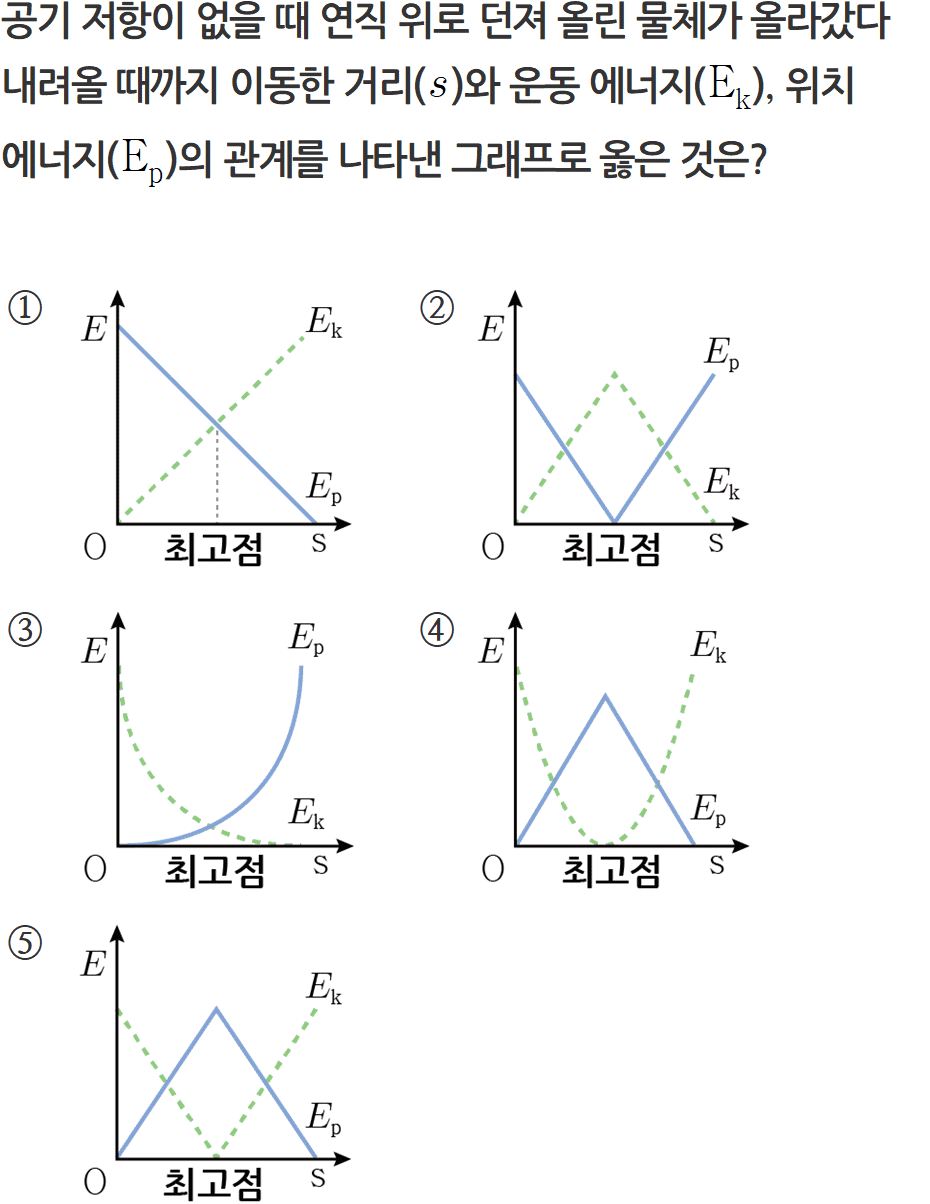 공기 저항이 없을 때 연직 위로 던져 올린 물체가 올라갔다
내려올 때까지 이동한 거리(s)와 운동 에너지(Eₖ), 위치
에너지(Eₚ)의 관계를 나타낸 그래프로 옳은 것은?
①
E
Eₖ
Eₚ
O
최고점
s
②
E
Eₚ
Eₖ
O
최고점
s
③
E
Eₚ
Eₖ
O
최고점
s
④
E
Eₖ
Eₚ
O
최고점
s
⑤
E
Eₖ
Eₚ
O
최고점
s